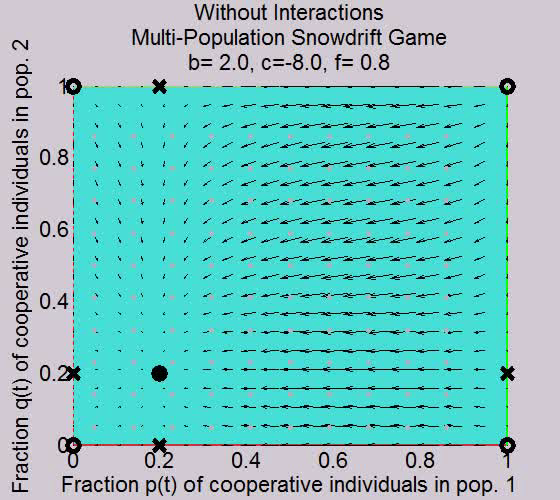 Without Interactions
Multi-Population Snowdrift Game
b= 2.0, c=-8.0, f= 0.8
Fraction q(t) of cooperative individuals in pop. 2
1
0.8
0.6
0.4
0.2
0
0 0.2 0.4 0.6 0.8 1
Fraction p(t) of cooperative individuals in pop. 1